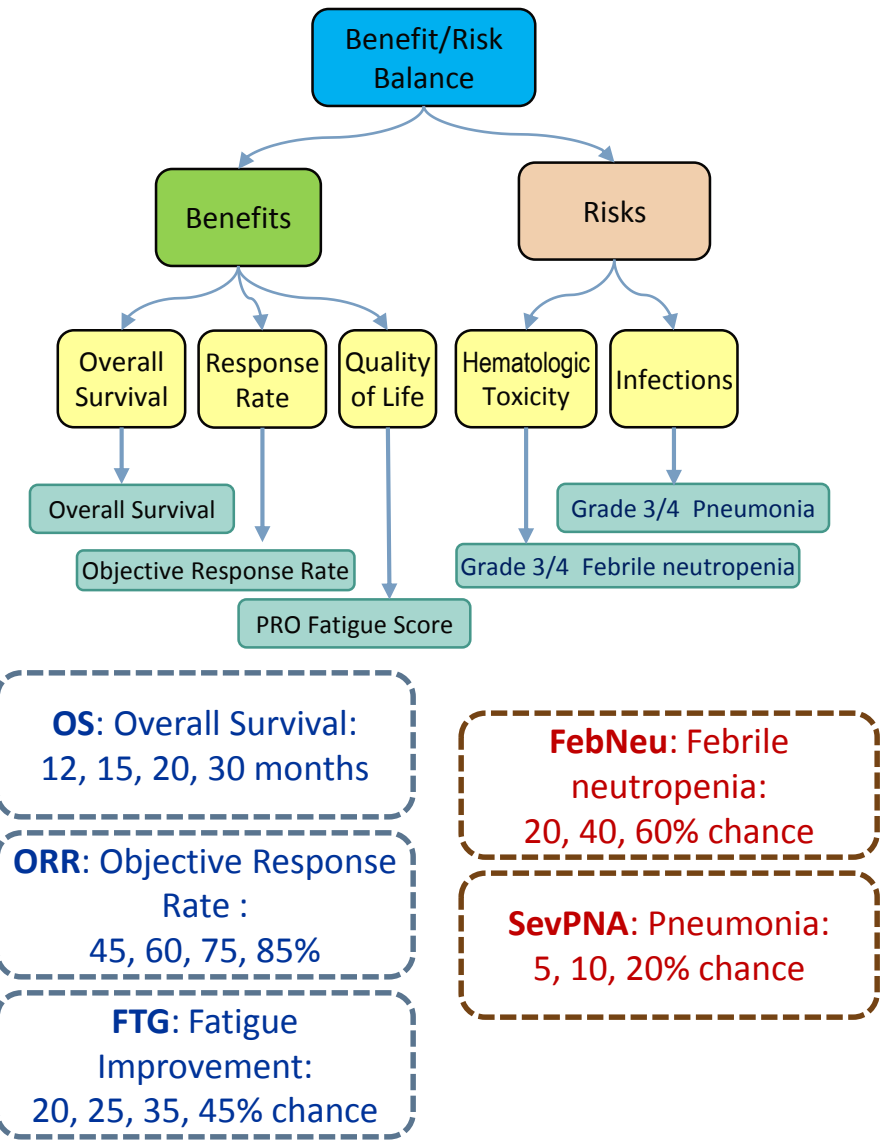 Benefit/Risk
Balance
Benefits
Risks
Overall
Survival
Response
Rate
Quality
of Life
Hematologic
Toxicity
Infections
Overall Survival
Grade 3/4 Pneumonia
Objective Response Rate
Grade 3/4 Febrile neutropenia
PRO Fatigue Score
OS: Overall Survival:
12, 15, 20, 30 months
ORR: Objective Response
Rate :
45, 60, 75, 85%
FTG: Fatigue
Improvement:
20, 25, 35, 45% chance
FebNeu: Febrile
neutropenia:
20, 40, 60% chance
SevPNA: Pneumonia:
5, 10, 20% chance